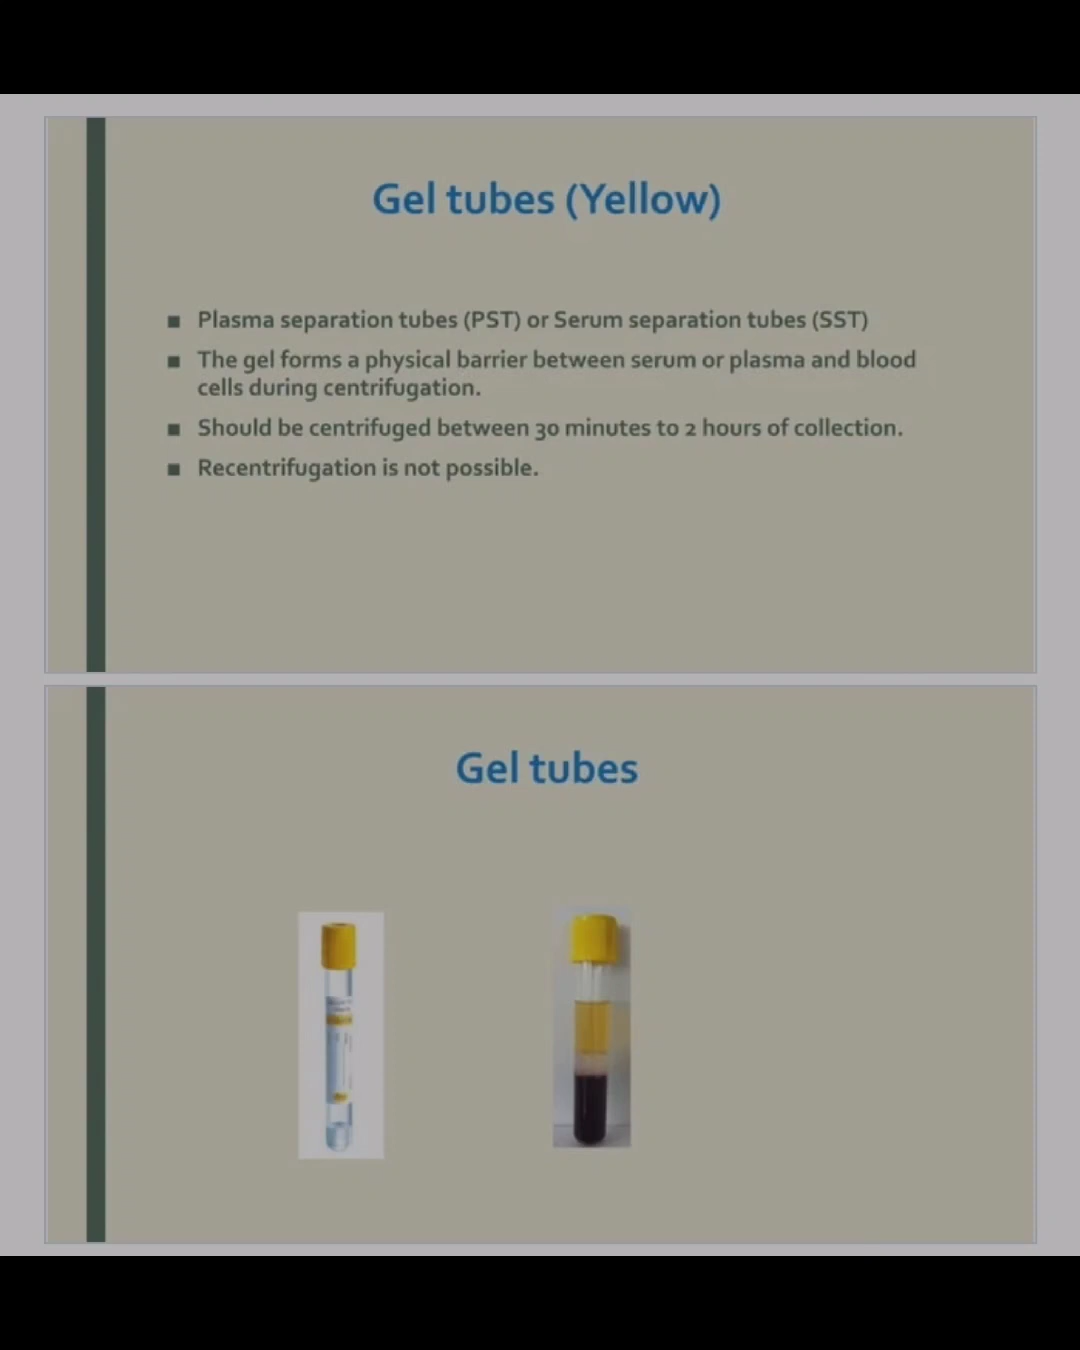 Gel tubes (Yellow)
■ Plasma separation tubes (PST) or Serum separation tubes (SST)
■ The gel forms a physical barrier between serum or plasma and blood
cells during centrifugation.
■ Should be centrifuged between 30 minutes to 2 hours of collection.
■ Recentrifugation is not possible.
Gel tubes